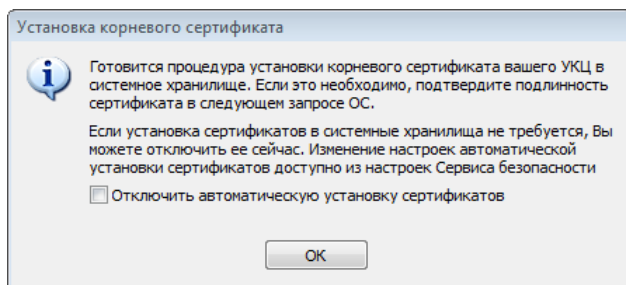 Установка корневого сертификата
Готовится процедура установки корневого сертификата вашего УКЦ в
системное хранилище. Если это необходимо, подтвердите подлинность
сертификата в следующем запросе ОС.
Если установка сертификатов в системные хранилища не требуется, Вы
можете отключить ее сейчас. Изменение настроек автоматической
установки сертификатов доступно из настроек Сервиса безопасности
Отключить автоматическую установку сертификатов
ОК